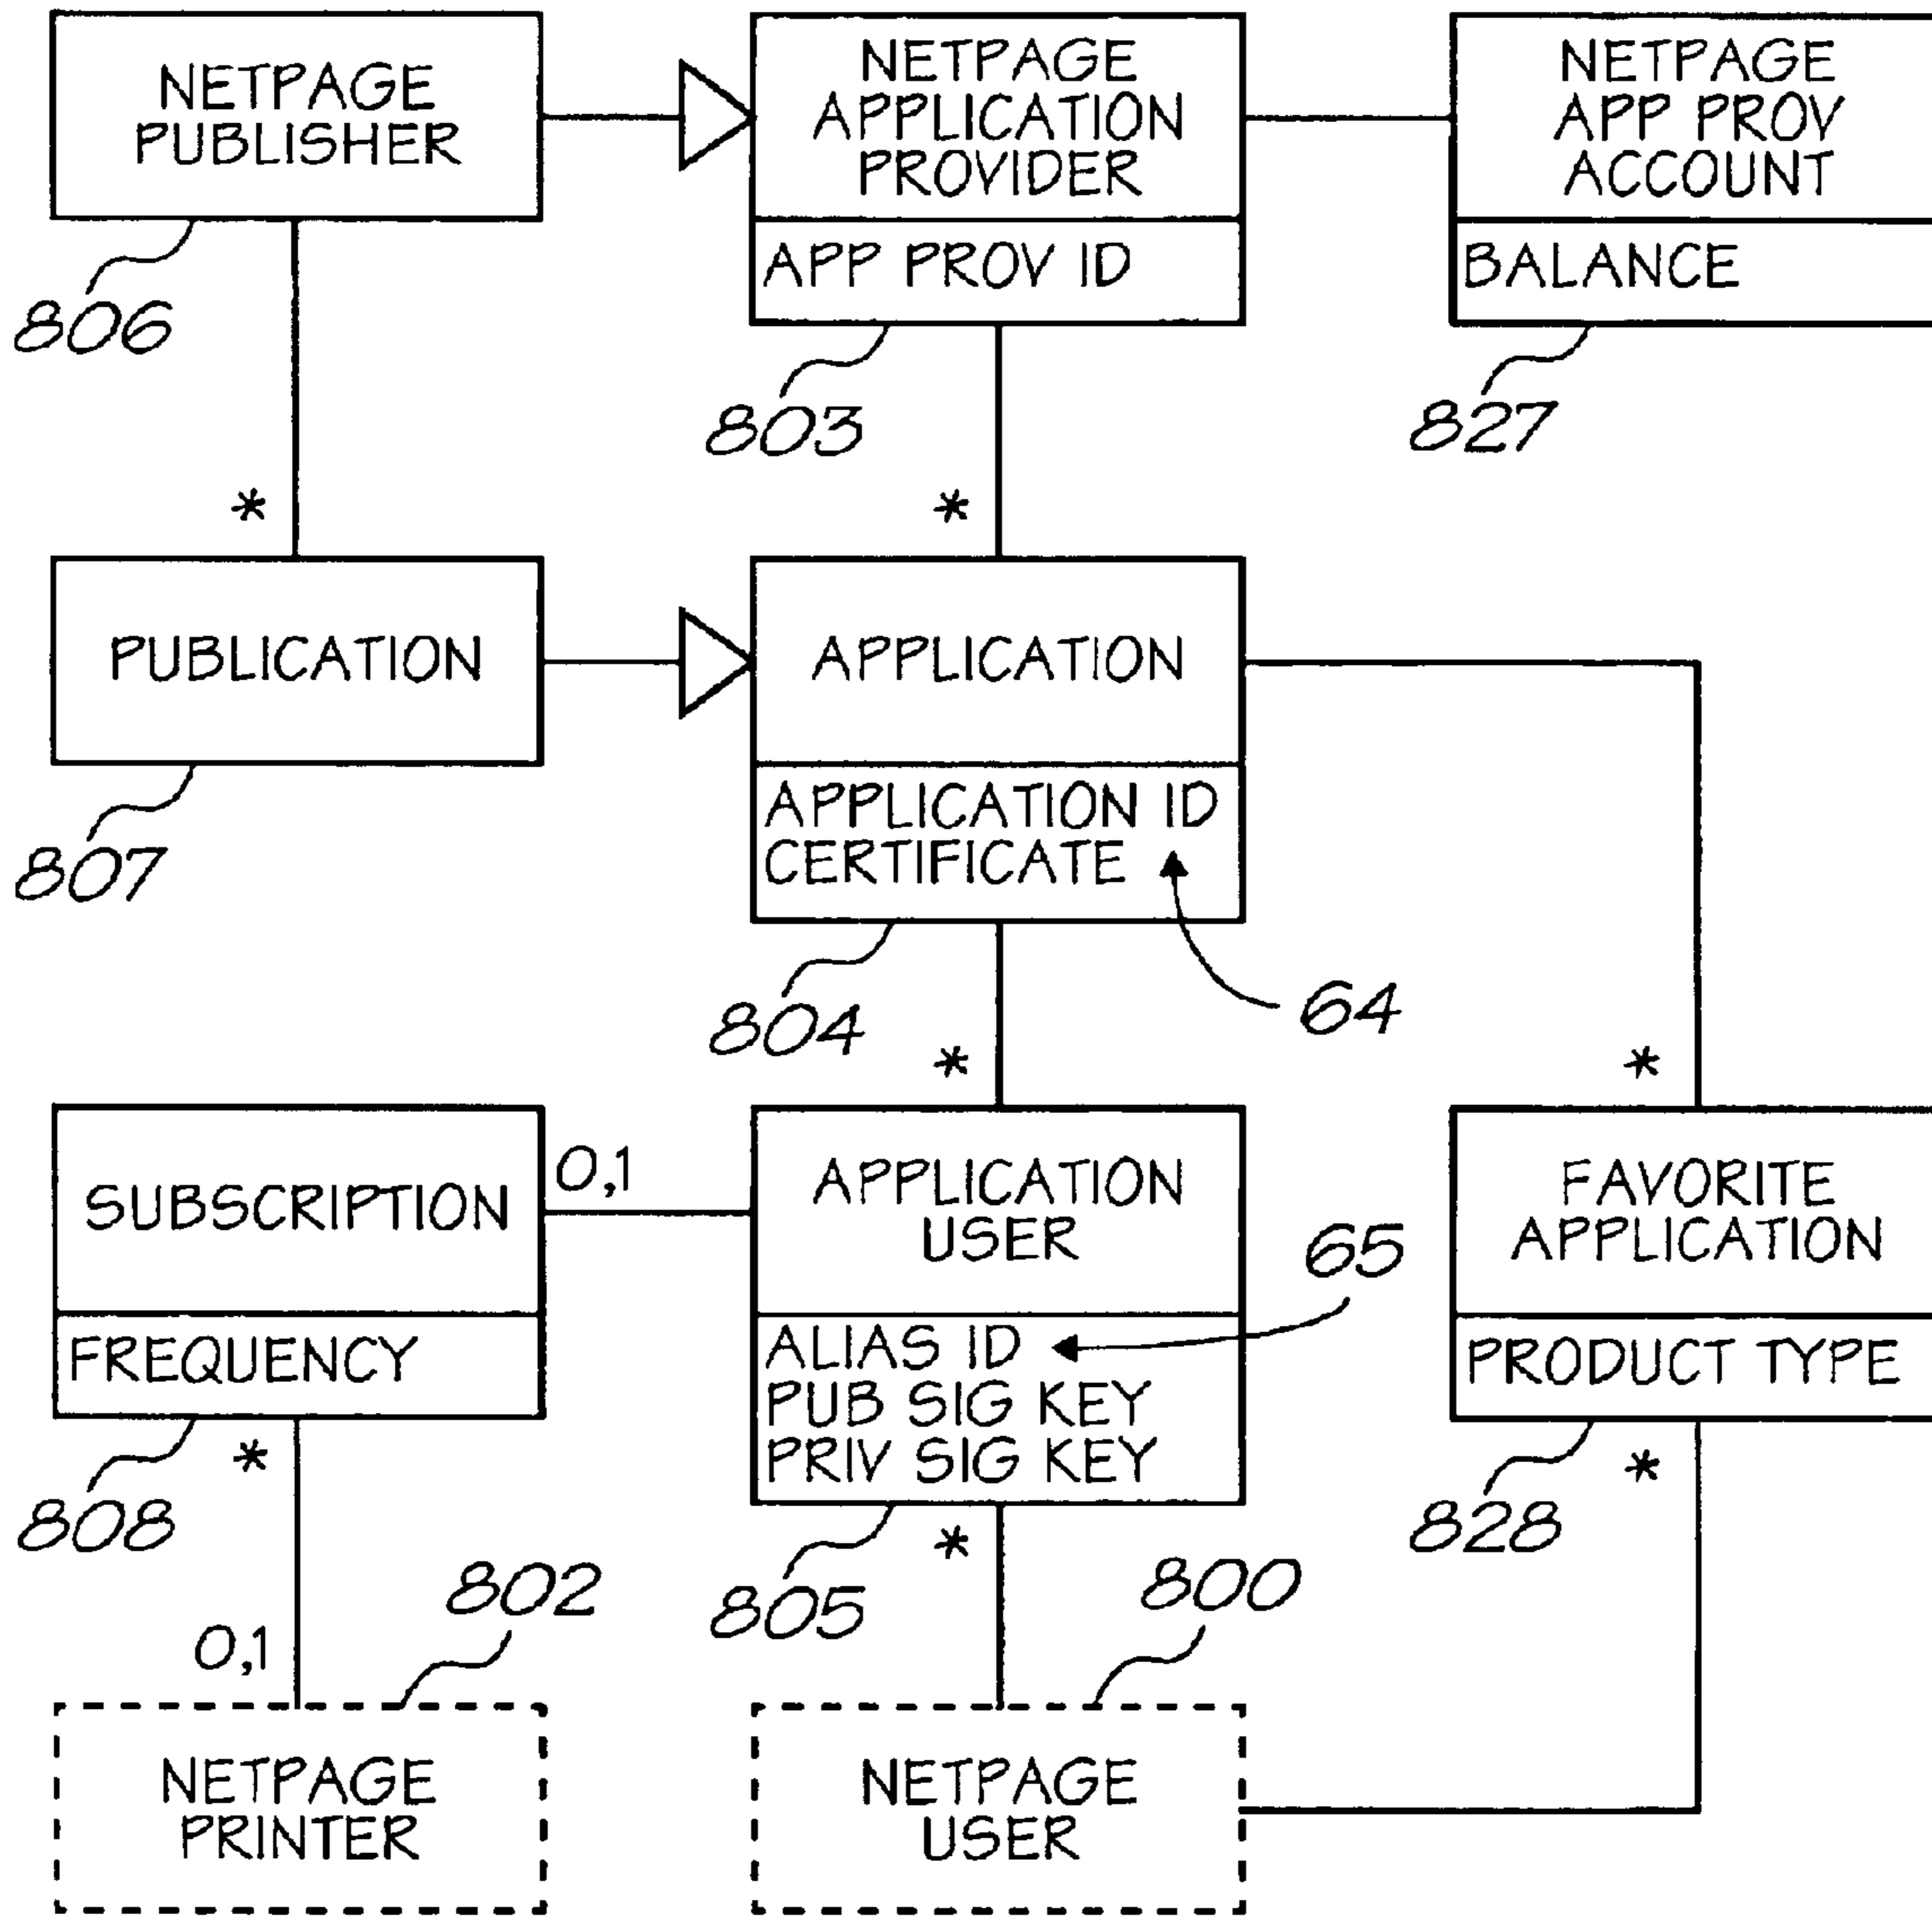 NETPAGE
PUBLISHER
NETPAGE
APPLICATION
PROVIDER
APP PROV ID
NETPAGE
APP PROV
ACCOUNT
BALANCE
806
803
827
*
*
PUBLICATION
APPLICATION
APPLICATION ID
CERTIFICATE
807
804
64
*
*
SUBSCRIPTION
FREQUENCY
0,1
APPLICATION
USER
ALIAS ID
PUB SIG KEY
PRIV SIG KEY
65
FAVORITE
APPLICATION
PRODUCT TYPE
808
*
805
*
828
*
802
800
0,1
NETPAGE
PRINTER
NETPAGE
USER